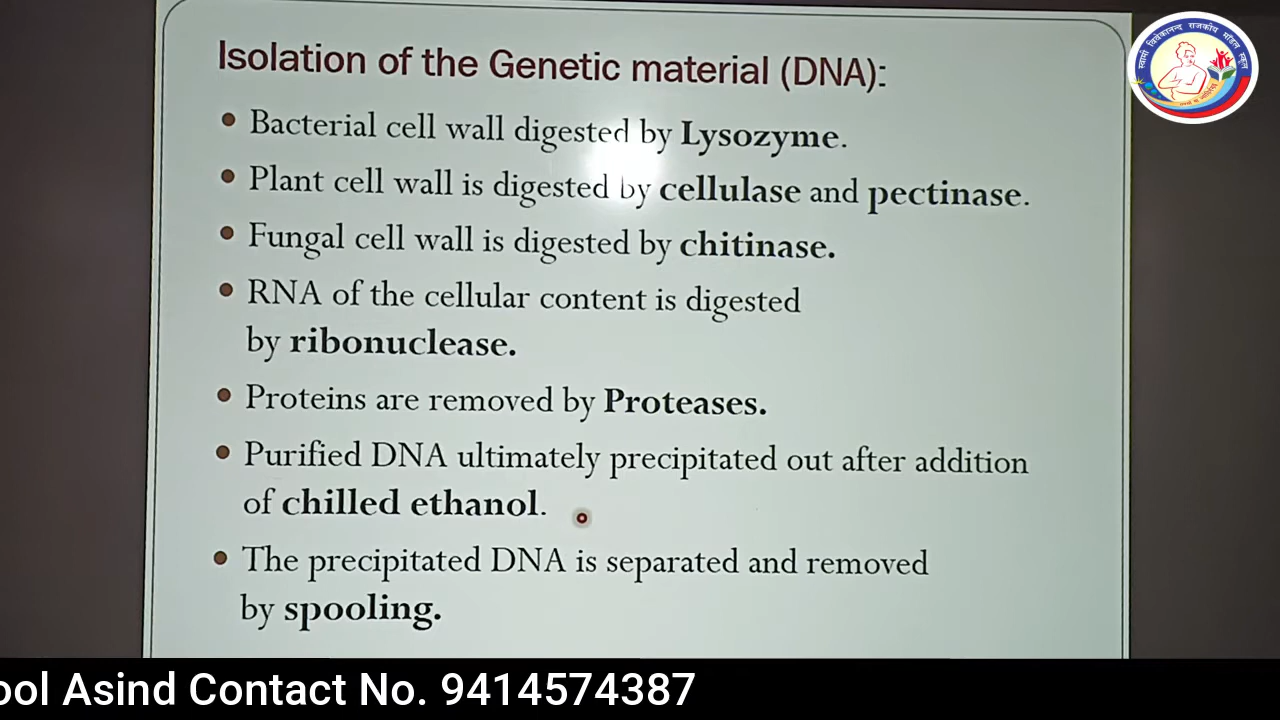 Isolation of the Genetic material (DNA):
• Bacterial cell wall digested by Lysozyme.
• Plant cell wall is digested by cellulase and pectinase.
• Fungal cell wall is digested by chitinase.
• RNA of the cellular content is digested
by ribonuclease.
• Proteins are removed by Proteases.
• Purified DNA ultimately precipitated out after addition
of chilled ethanol.
• The precipitated DNA is separated and removed
by spooling.
स्वामी विवेकानन्द राजकीय मॉडल स्कूल
ool Asind Contact No. 9414574387